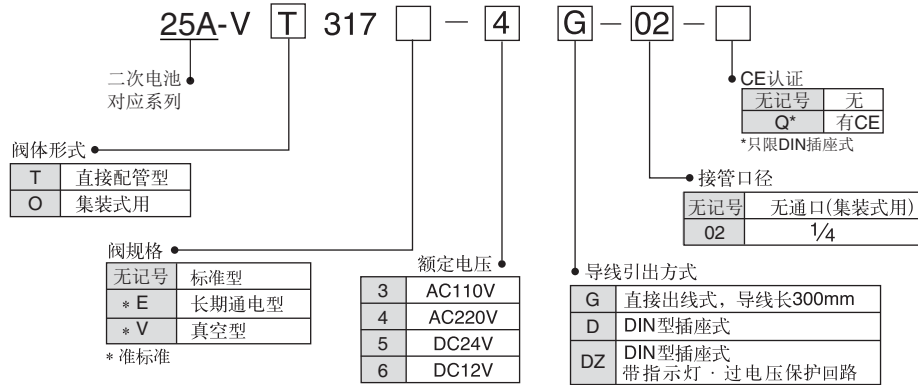 25A-V T 317 □ - 4 G - 02 - □
二次电池
对应系列
CE认证
无记号 无
Q* 有CE
*只限DIN插座式
阀体形式
T 直接配管型
O 集装式用
接管口径
无记号 无通口(集装式用)
02 1/4
阀规格
无记号 标准型
* E 长期通电型
* V 真空型
* 准标准
额定电压
3 AC110V
4 AC220V
5 DC24V
6 DC12V
导线引出方式
G 直接出线式，导线长300mm
D DIN型插座式
DZ DIN型插座式
带指示灯·过电压保护回路